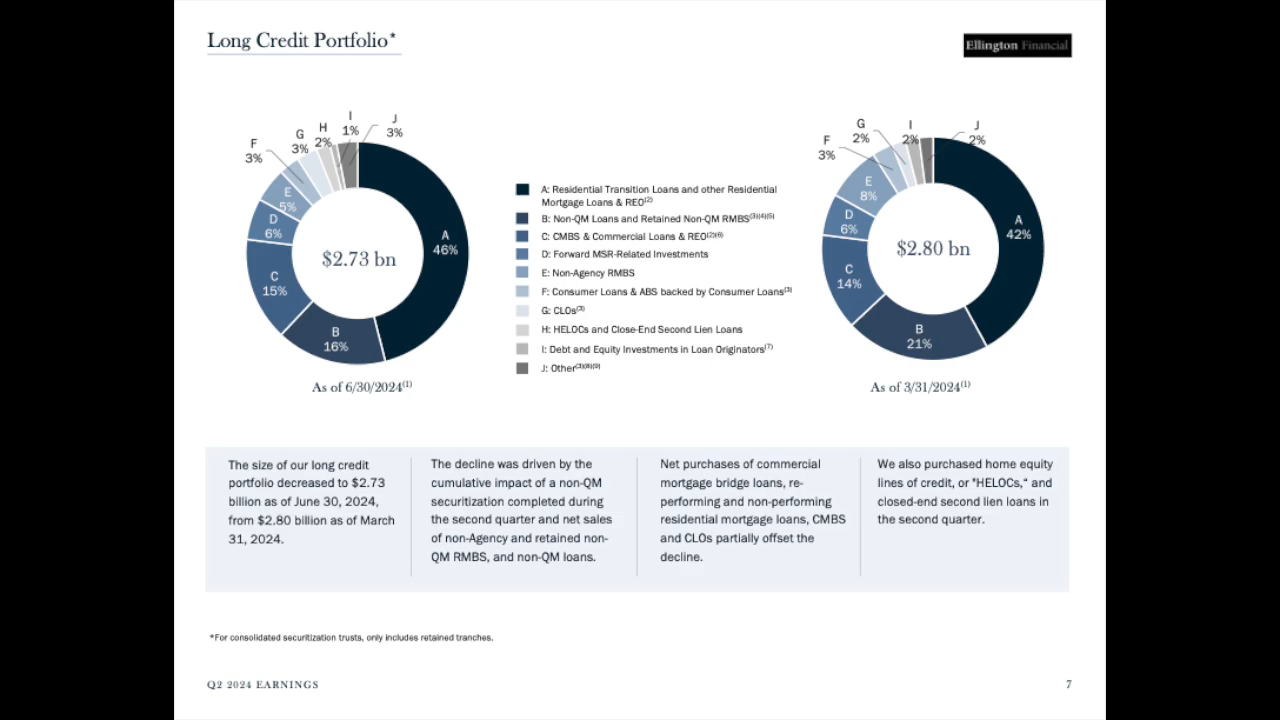 Long Credit Portfolio*
Ellington Financial
F
3%
G
3%
H
2%
I
1%
J
3%
E
5%
D
6%
C
15%
B
16%
A
46%
$2.73 bn
As of 6/30/2024(1)
A: Residential Transition Loans and other Residential
Mortgage Loans & REO(2)
B: Non-QM Loans and Retained Non-QM RMBS(3)(4)(5)
C: CMBS & Commercial Loans & REO(2)(6)
D: Forward MSR-Related Investments
E: Non-Agency RMBS
F: Consumer Loans & ABS backed by Consumer Loans(3)
G: CLOs(3)
H: HELOCs and Close-End Second Lien Loans
I: Debt and Equity Investments in Loan Originators(7)
J: Other(3)(8)(9)
F
3%
G
2%
I
2%
J
2%
E
8%
D
6%
C
14%
B
21%
A
42%
$2.80 bn
As of 3/31/2024(1)
The size of our long credit
portfolio decreased to $2.73
billion as of June 30, 2024,
from $2.80 billion as of March
31, 2024.
The decline was driven by the
cumulative impact of a non-QM
securitization completed during
the second quarter and net sales
of non-Agency and retained non-
QM RMBS, and non-QM loans.
Net purchases of commercial
mortgage bridge loans, re-
performing and non-performing
residential mortgage loans, CMBS
and CLOs partially offset the
decline.
We also purchased home equity
lines of credit, or "HELOCs," and
closed-end second lien loans in
the second quarter.
*For consolidated securitization trusts, only includes retained tranches.
Q2 2024 EARNINGS
7